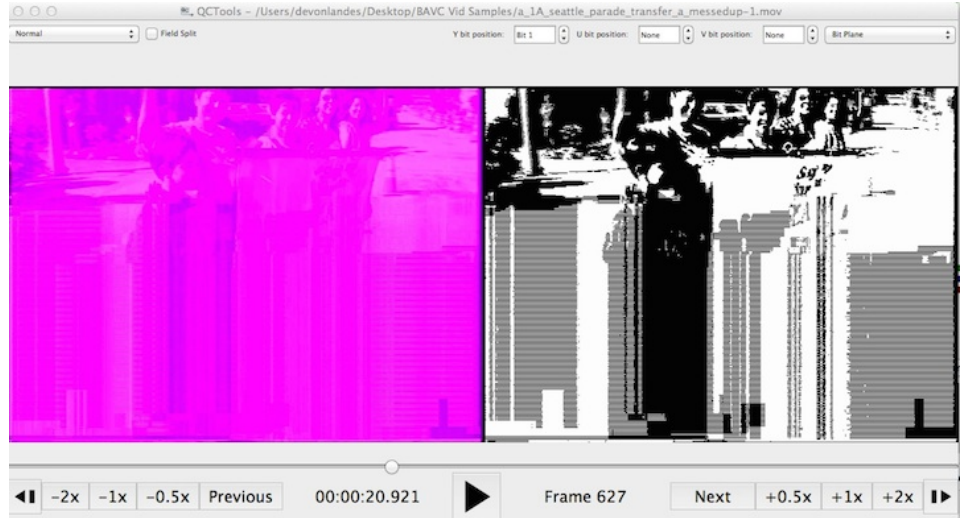 QCTools - /Users/devonlandes/Desktop/BAVC Vid Samples/a_1A_seattle_parade_transfer_a_messedup-1.mov
Normal Field Split Y bit position: Bit 1 U bit position: None V bit position: None Bit Plane
-2x -1x -0.5x Previous 00:00:20.921 Frame 627 Next +0.5x +1x +2x